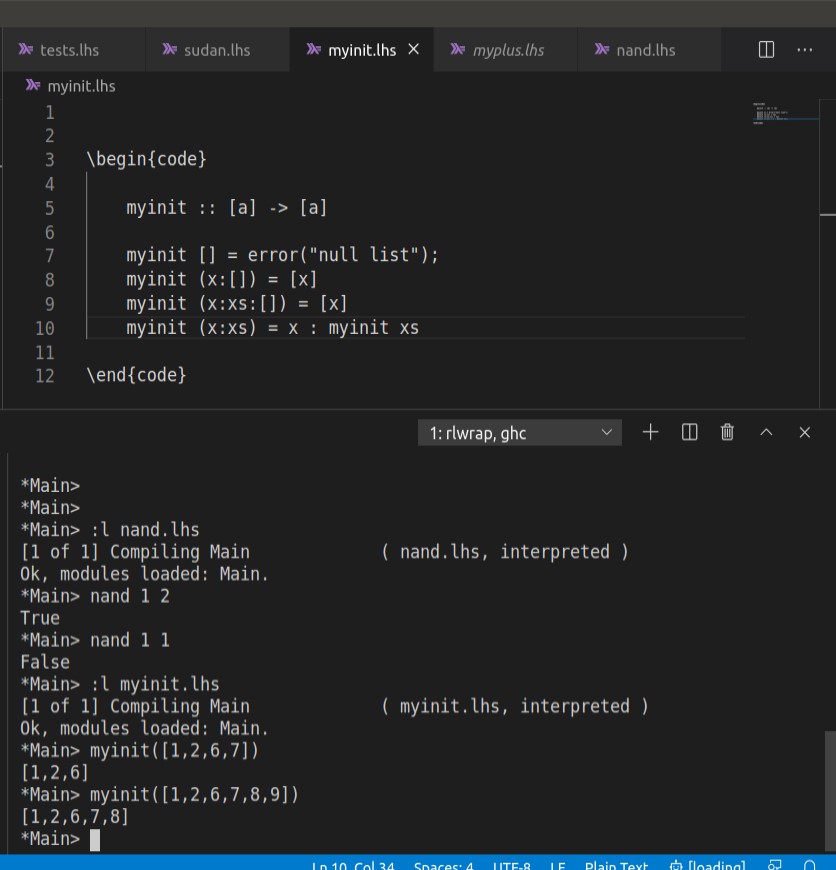 tests.lhs sudan.lhs myinit.lhs myplus.lhs nand.lhs
myinit.lhs
1
2
3 \begin{code}
4
5 myinit :: [a] -> [a]
6
7 myinit [] = error("null list");
8 myinit (x:[]) = [x]
9 myinit (x:xs:[]) = [x]
10 myinit (x:xs) = x : myinit xs
11
12 \end{code}
1: rlwrap, ghc
*Main>
*Main>
*Main> :l nand.lhs
[1 of 1] Compiling Main ( nand.lhs, interpreted )
Ok, modules loaded: Main.
*Main> nand 1 2
True
*Main> nand 1 1
False
*Main> :l myinit.lhs
[1 of 1] Compiling Main ( myinit.lhs, interpreted )
Ok, modules loaded: Main.
*Main> myinit([1,2,6,7])
[1,2,6]
*Main> myinit([1,2,6,7,8,9])
[1,2,6,7,8]
*Main>
Ln 10, Col 34 Spaces: 4 UTF-8 LF Plain Text [loading]